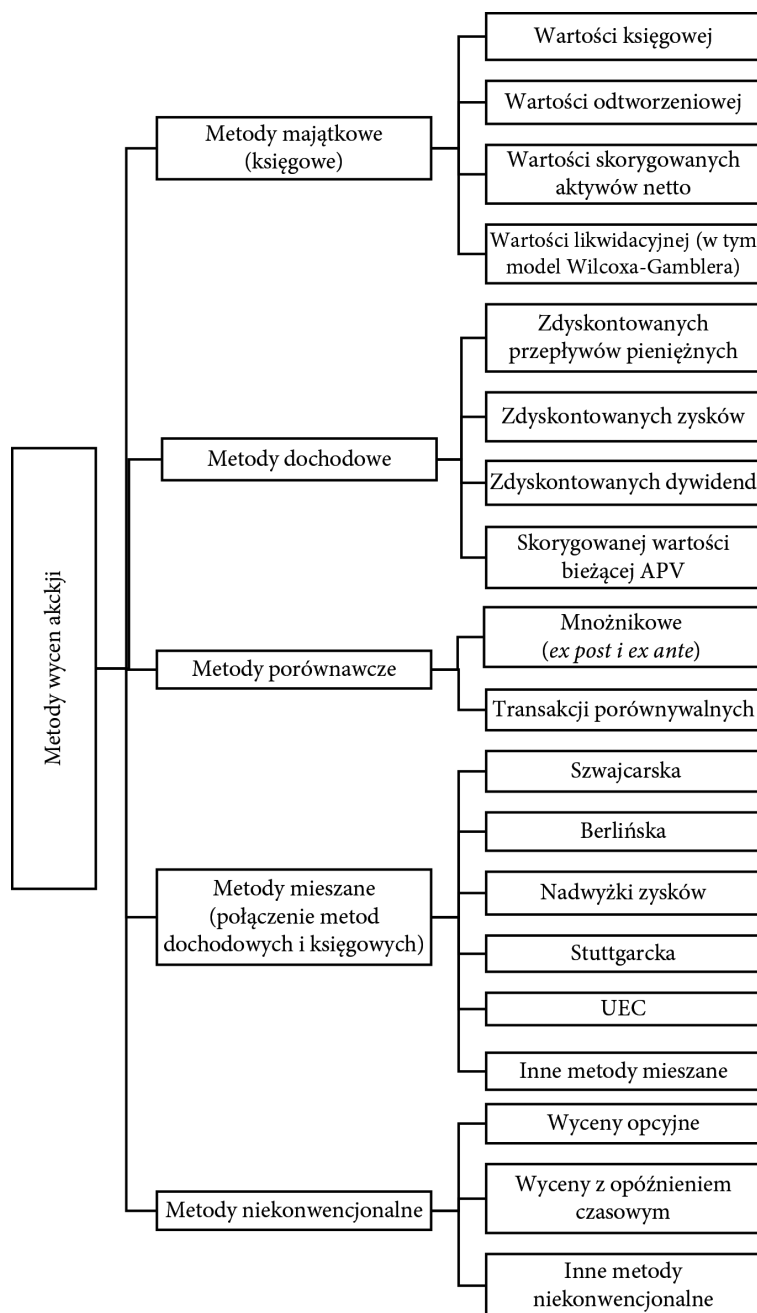 Metody wycen akckji
Metody majątkowe
(księgowe)
Wartości księgowej
Wartości odtworzeniowej
Wartości skorygowanych
aktywów netto
Wartości likwidacyjnej (w tym
model Wilcoxa-Gamblera)
Metody dochodowe
Zdyskontowanych
przepływów pieniężnych
Zdyskontowanych zysków
Zdyskontowanych dywidend
Skorygowanej wartości
bieżącej APV
Metody porównawcze
Mnożnikowe
(ex post i ex ante)
Transakcji porównywalnych
Metody mieszane
(połączenie metod
dochodowych i księgowych)
Szwajcarska
Berlińska
Nadwyżki zysków
Stuttgarcka
UEC
Inne metody mieszane
Metody niekonwencjonalne
Wyceny opcyjne
Wyceny z opóźnieniem
czasowym
Inne metody
niekonwencjonalne